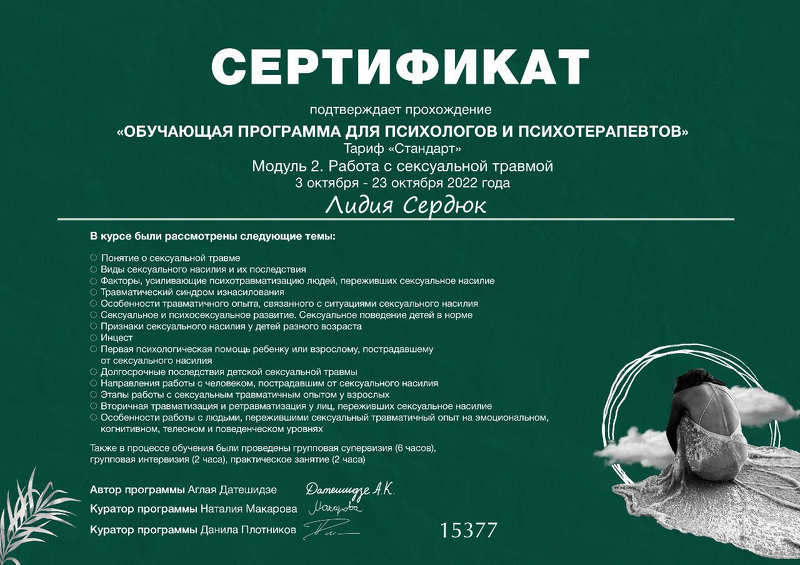 СЕРТИФИКАТ
подтверждает прохождение
«ОБУЧАЮЩАЯ ПРОГРАММА ДЛЯ ПСИХОЛОГОВ И ПСИХОТЕРАПЕВТОВ»
Тариф «Стандарт»
Модуль 2. Работа с сексуальной травмой
3 октября - 23 октября 2022 года
Лидия Сердюк
В курсе были рассмотрены следующие темы:
Понятие о сексуальной травме
Виды сексуального насилия и их последствия
Факторы, усиливающие психотравматизацию людей, переживших сексуальное насилие
Травматический синдром изнасилования
Особенности травматичного опыта, связанного с ситуациями сексуального насилия
Сексуальное и психосексуальное развитие. Сексуальное поведение детей в норме
Признаки сексуального насилия у детей разного возраста
Инцест
Первая психологическая помощь ребенку или взрослому, пострадавшему
от сексуального насилия
Долгосрочные последствия детской сексуальной травмы
Направления работы с человеком, пострадавшим от сексуального насилия
Этапы работы с сексуальным травматичным опытом у взрослых
Вторичная травматизация и ретравматизация у лиц, переживших сексуальное насилие
Особенности работы с людьми, пережившими сексуальный травматичный опыт на эмоциональном,
когнитивном, телесном и поведенческом уровнях
Также в процессе обучения были проведены групповая супервизия (6 часов),
групповая интервизия (2 часа), практическое занятие (2 часа)
Автор программы Аглая Датешидзе Датешидзе А.К.
Куратор программы Наталия Макарова Макарова
Куратор программы Данила Плотников
15377